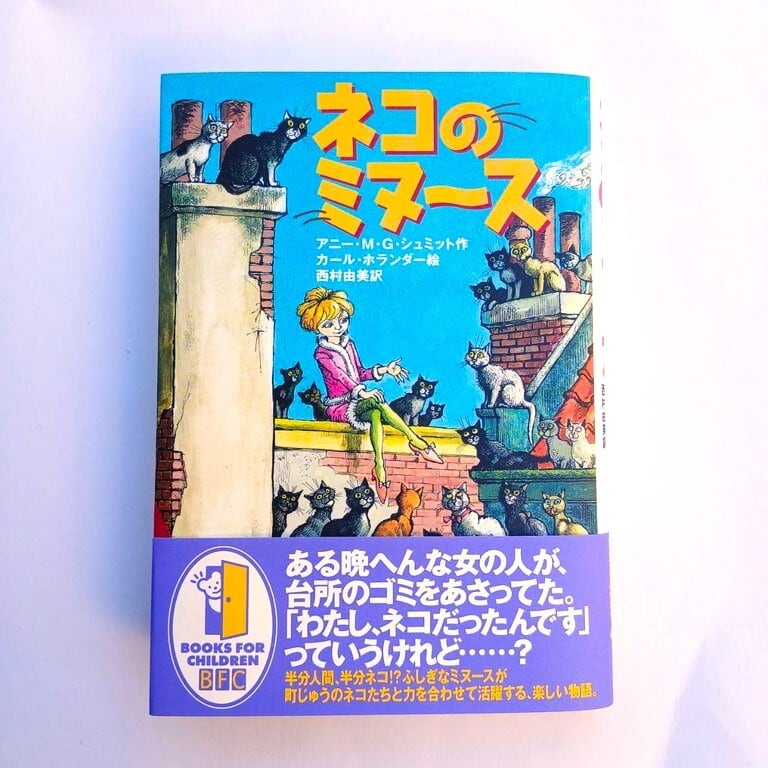 ネコの
ミヌース
アニー・M・G・シュミット作
カール・ホランダー絵
西村由美訳
ある晩へんな女の人が、
台所のゴミをあさってた。
「わたし、ネコだったんです」
っていうけれど……？
半分人間、半分ネコ!?ふしぎなミヌースが
町じゅうのネコたちと力を合わせて活躍する、楽しい物語。
BOOKS FOR
CHILDREN
BFC